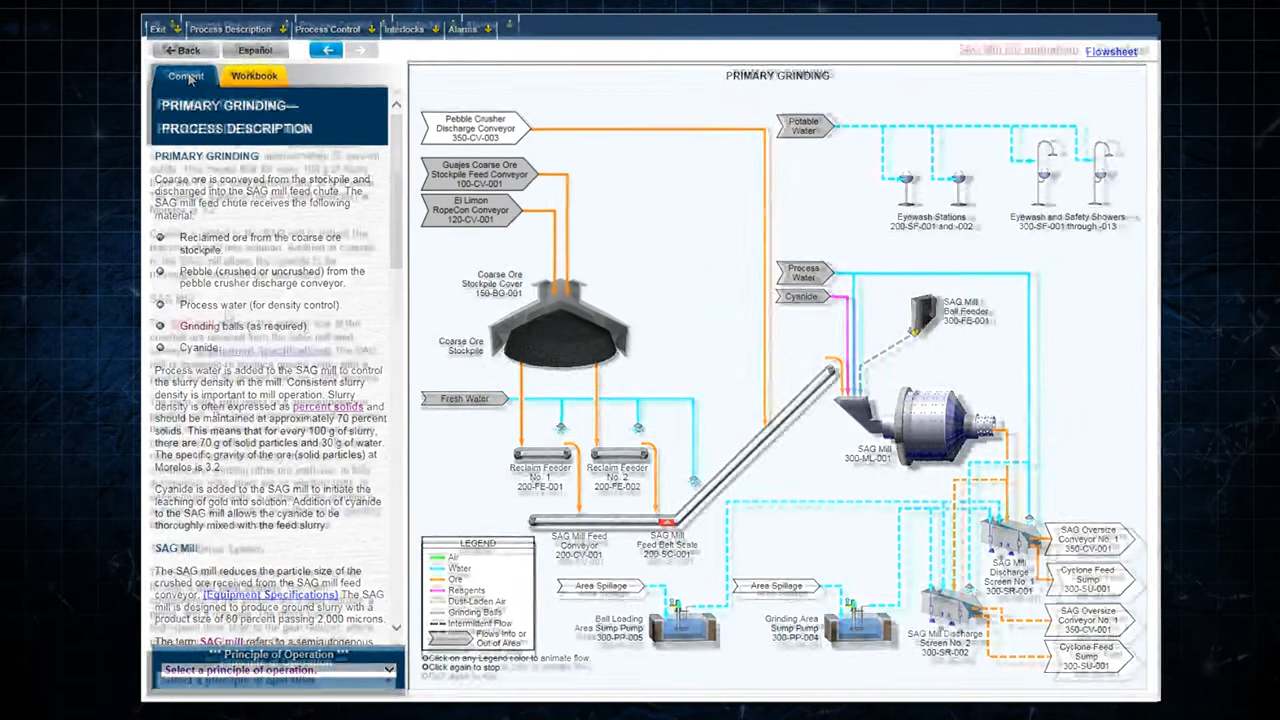 Exit
Process Description
Process Control
Interlocks
Alarms
Back
Español
Flowsheet
Content
Workbook
PRIMARY GRINDING—
PROCESS DESCRIPTION
PRIMARY GRINDING
Coarse ore is conveyed from the stockpile and
discharged into the SAG mill feed chute. The
SAG mill feed chute receives the following
material:
Reclaimed ore from the coarse ore
stockpile.
Pebble (crushed or uncrushed) from the
pebble crusher discharge conveyor.
Process water (for density control).
Grinding balls (as required).
Cyanide.
Process water is added to the SAG mill to control
the slurry density in the mill. Consistent slurry
density is important to mill operation. Slurry
density is often expressed as percent solids and
should be maintained at approximately 70 percent
solids. This means that for every 100 g of slurry,
there are 70 g of solid particles and 30 g of water.
The specific gravity of the ore (solid particles) at
Morelos is 3.2.
Cyanide is added to the SAG mill to initiate the
leaching of gold into solution. Addition of cyanide
to the SAG mill allows the cyanide to be
thoroughly mixed with the feed slurry.
SAG Mill
The SAG mill reduces the particle size of the
crushed ore received from the SAG mill feed
conveyor. [Equipment Specifications] The SAG
mill is designed to produce ground slurry with a
product size of 80 percent passing 2,000 microns.
The term SAG mill refers to a semiautogenous
*** Principle of Operation ***
Select a principle of operation.
PRIMARY GRINDING
Pebble Crusher
Discharge Conveyor
350-CV-003
Guajes Coarse Ore
Stockpile Feed Conveyor
100-CV-001
El Limon
RopeCon Conveyor
120-CV-001
Potable
Water
Eyewash Stations
200-SF-001 and -002
Eyewash and Safety Showers
300-SF-001 through -013
Coarse Ore
Stockpile Cover
150-BG-001
Coarse Ore
Stockpile
Process
Water
Cyanide
SAG Mill
Ball Feeder
300-FE-001
Fresh Water
SAG Mill
300-ML-001
Reclaim Feeder
No. 1
200-FE-001
Reclaim Feeder
No. 2
200-FE-002
SAG Mill Feed
Conveyor
200-CV-001
SAG Mill
Feed Belt Scale
200-SC-001
LEGEND
Air
Water
Ore
Reagents
Dust-Laden Air
Grinding Balls
Intermittent Flow
Flows Into or
Out of Area
Click on any Legend color to animate flow.
Click again to stop
Area Spillage
Ball Loading
Area Sump Pump
300-PP-005
Area Spillage
Grinding Area
Sump Pump
300-PP-004
SAG Mill
Discharge
Screen No. 1
300-SR-001
SAG Mill Discharge
Screen No. 2
300-SR-002
SAG Oversize
Conveyor No. 1
350-CV-001
Cyclone Feed
Sump
300-SU-001
SAG Oversize
Conveyor No. 1
350-CV-001
Cyclone Feed
Sump
300-SU-001